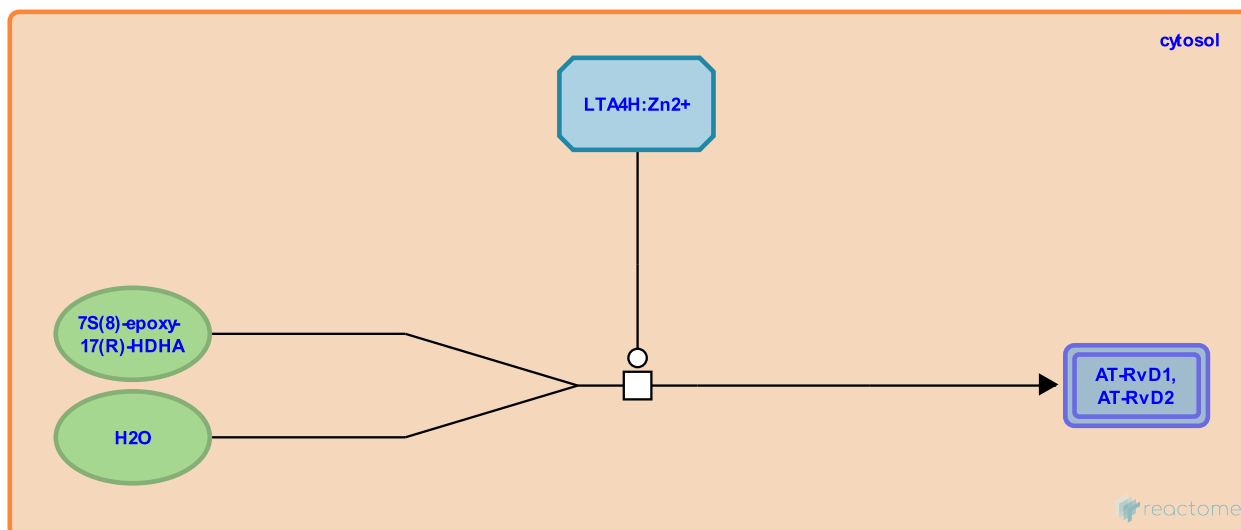 cytosol
LTA4H:Zn2+
7S(8)-epoxy-
17(R)-HDHA
H2O
AT-RvD1,
AT-RvD2
reactome